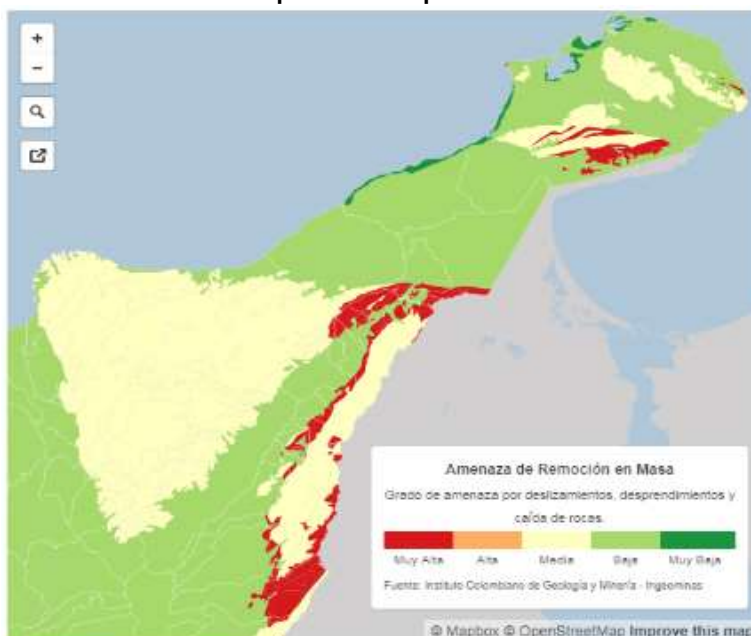 +
−
Amenaza de Remoción en Masa
Grado de amenaza por deslizamientos, desprendimientos y
caída de rocas.
Muy Alta Alta Media Baja Muy Baja
Fuente: Instituto Colombiano de Geología y Minería - Ingeominas
© Mapbox © OpenStreetMap Improve this map